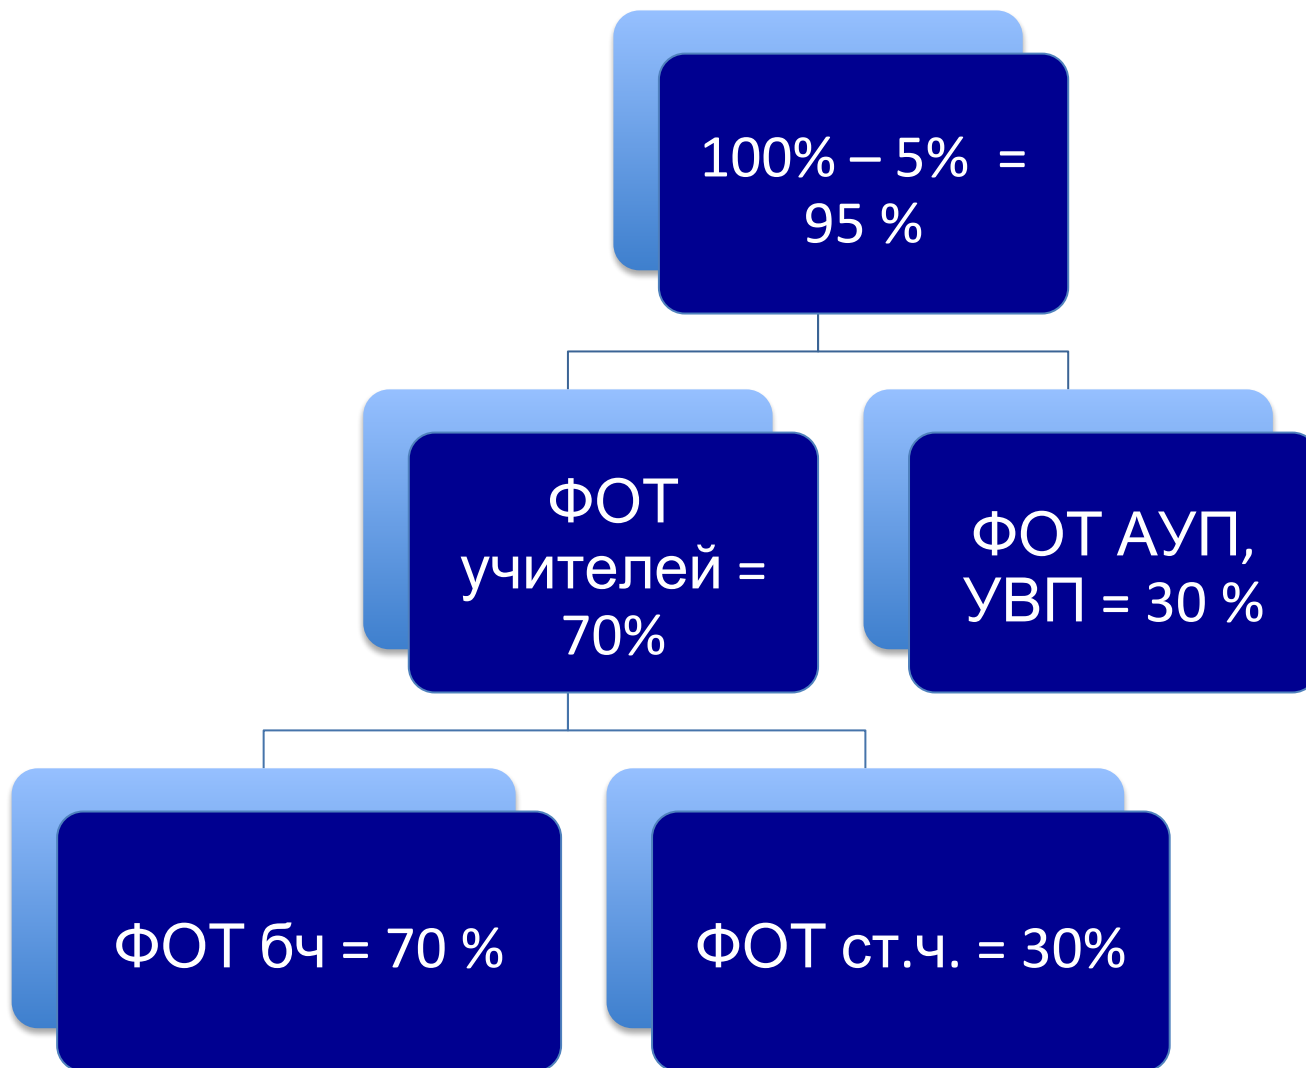 100% – 5%  =
95 %
ФОТ
учителей =
70%
ФОТ АУП,
УВП = 30 %
ФОТ бч = 70 %
ФОТ ст.ч. = 30%